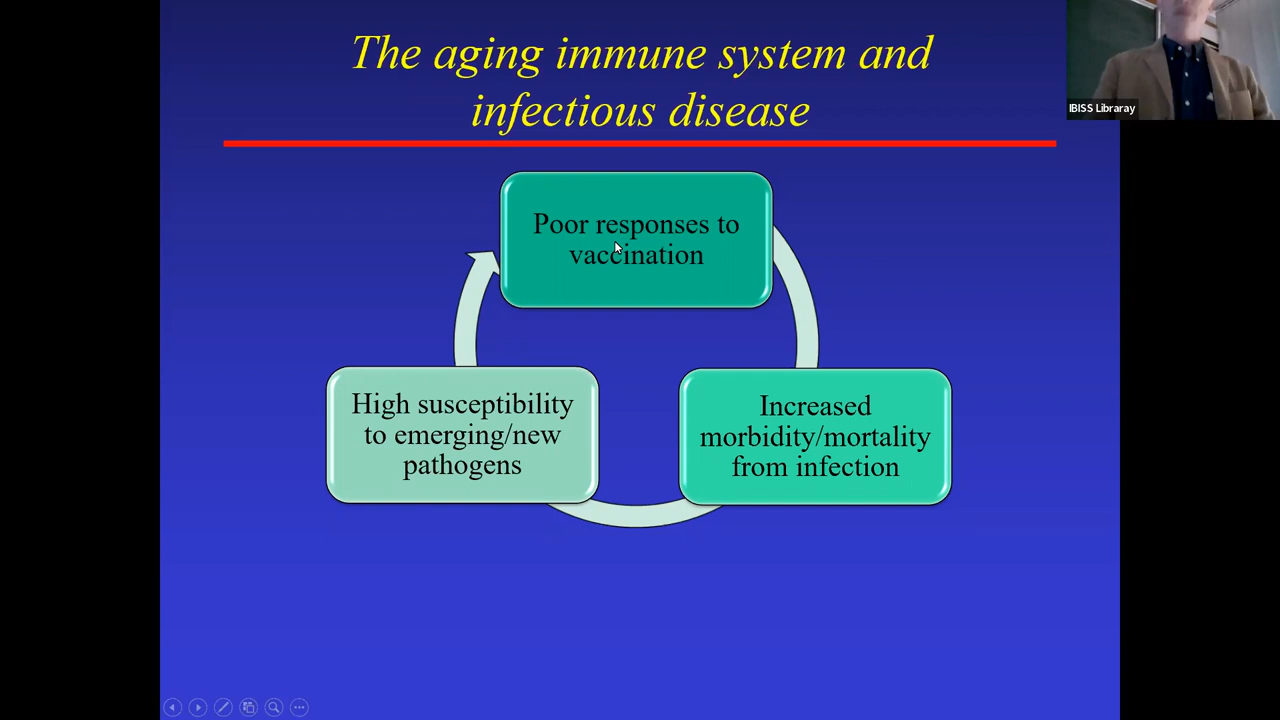 The aging immune system and
infectious disease
IBISS Libraray
Poor responses to
vaccination
High susceptibility
to emerging/new
pathogens
Increased
morbidity/mortality
from infection